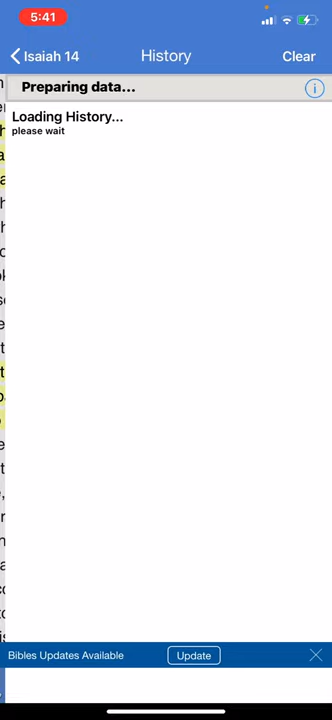 5:41
Isaiah 14
History
Clear
Preparing data...
Loading History...
please wait
Bibles Updates Available
Update